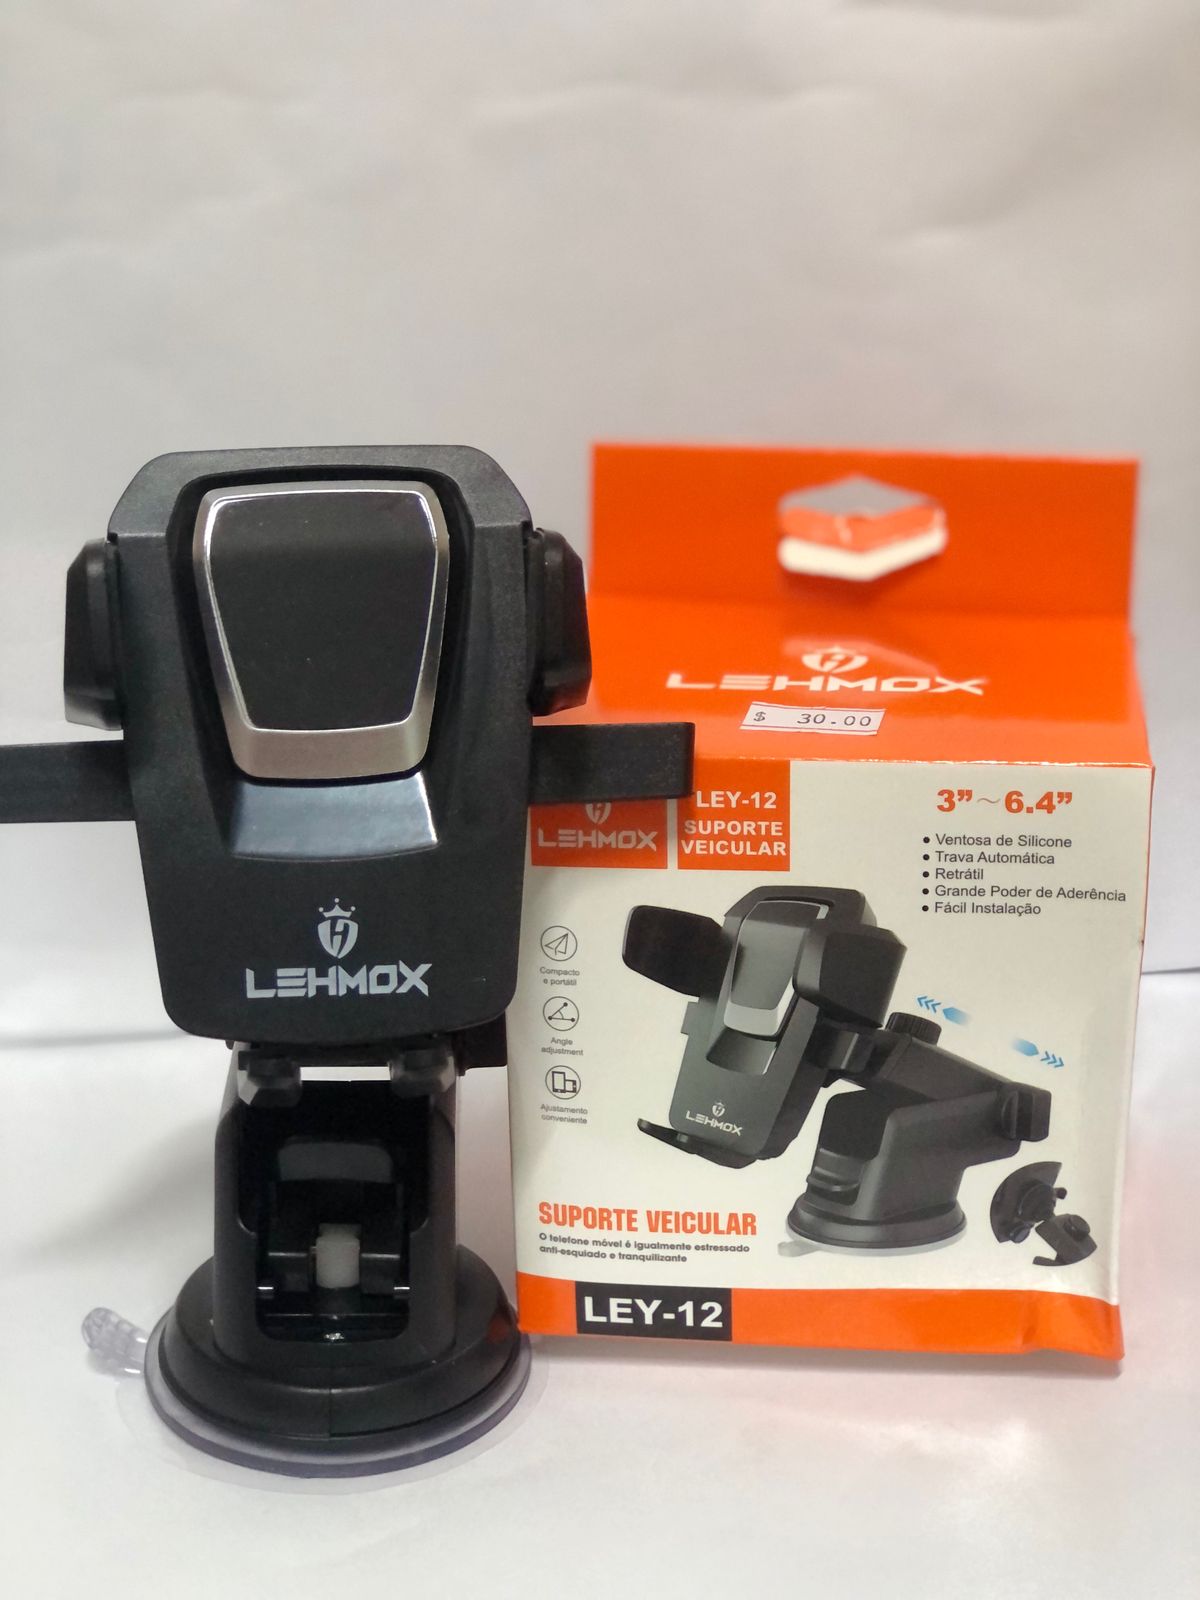 LEHMOX
$ 30.00
LEHMOX
LEY-12
SUPORTE
VEICULAR
3”~6.4”
• Ventosa de Silicone
• Trava Automática
• Retrátil
• Grande Poder de Aderência
• Fácil Instalação
Compacto
e portátil
Angle
adjustment
Ajustamento
conveniente
LEHMOX
SUPORTE VEICULAR
O telefone móvel é igualmente estressado
anti-esquiado e tranquilizante
LEY-12
LEHMOX